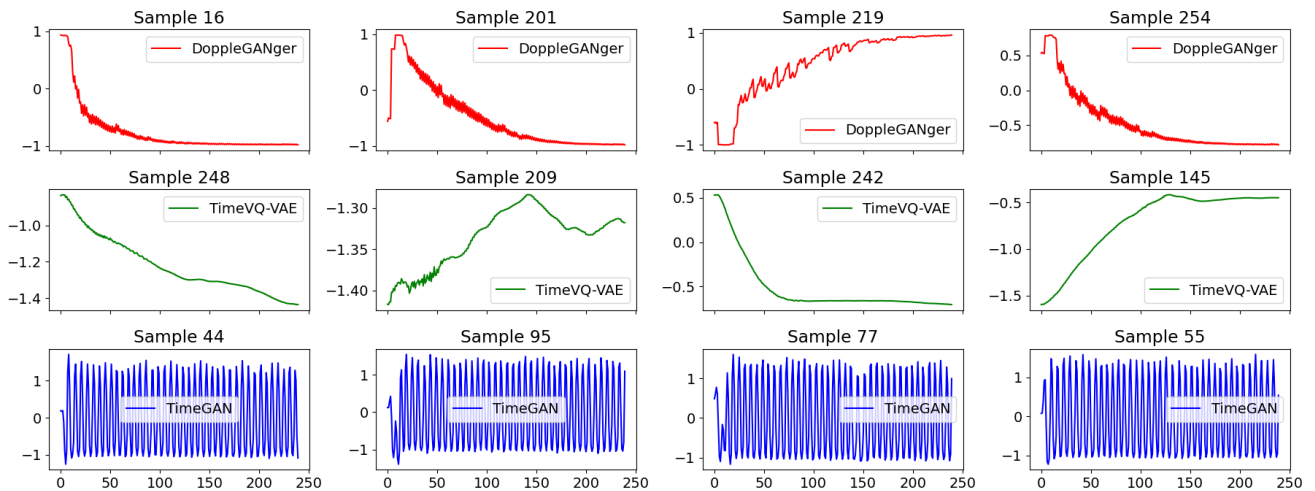 Sample 16
Sample 201
Sample 219
Sample 254
1
0
−1
DoppleGANger
1
0
−1
DoppleGANger
1
0
−1
DoppleGANger
0.5
0.0
−0.5
DoppleGANger
Sample 248
Sample 209
Sample 242
Sample 145
−1.0
−1.2
−1.4
TimeVQ-VAE
−1.30
−1.35
−1.40
TimeVQ-VAE
0.5
0.0
−0.5
TimeVQ-VAE
−0.5
−1.0
−1.5
TimeVQ-VAE
Sample 44
Sample 95
Sample 77
Sample 55
1
0
−1
TimeGAN
1
0
−1
TimeGAN
1
0
−1
TimeGAN
1
0
−1
TimeGAN
0 50 100 150 200 250
0 50 100 150 200 250
0 50 100 150 200 250
0 50 100 150 200 250